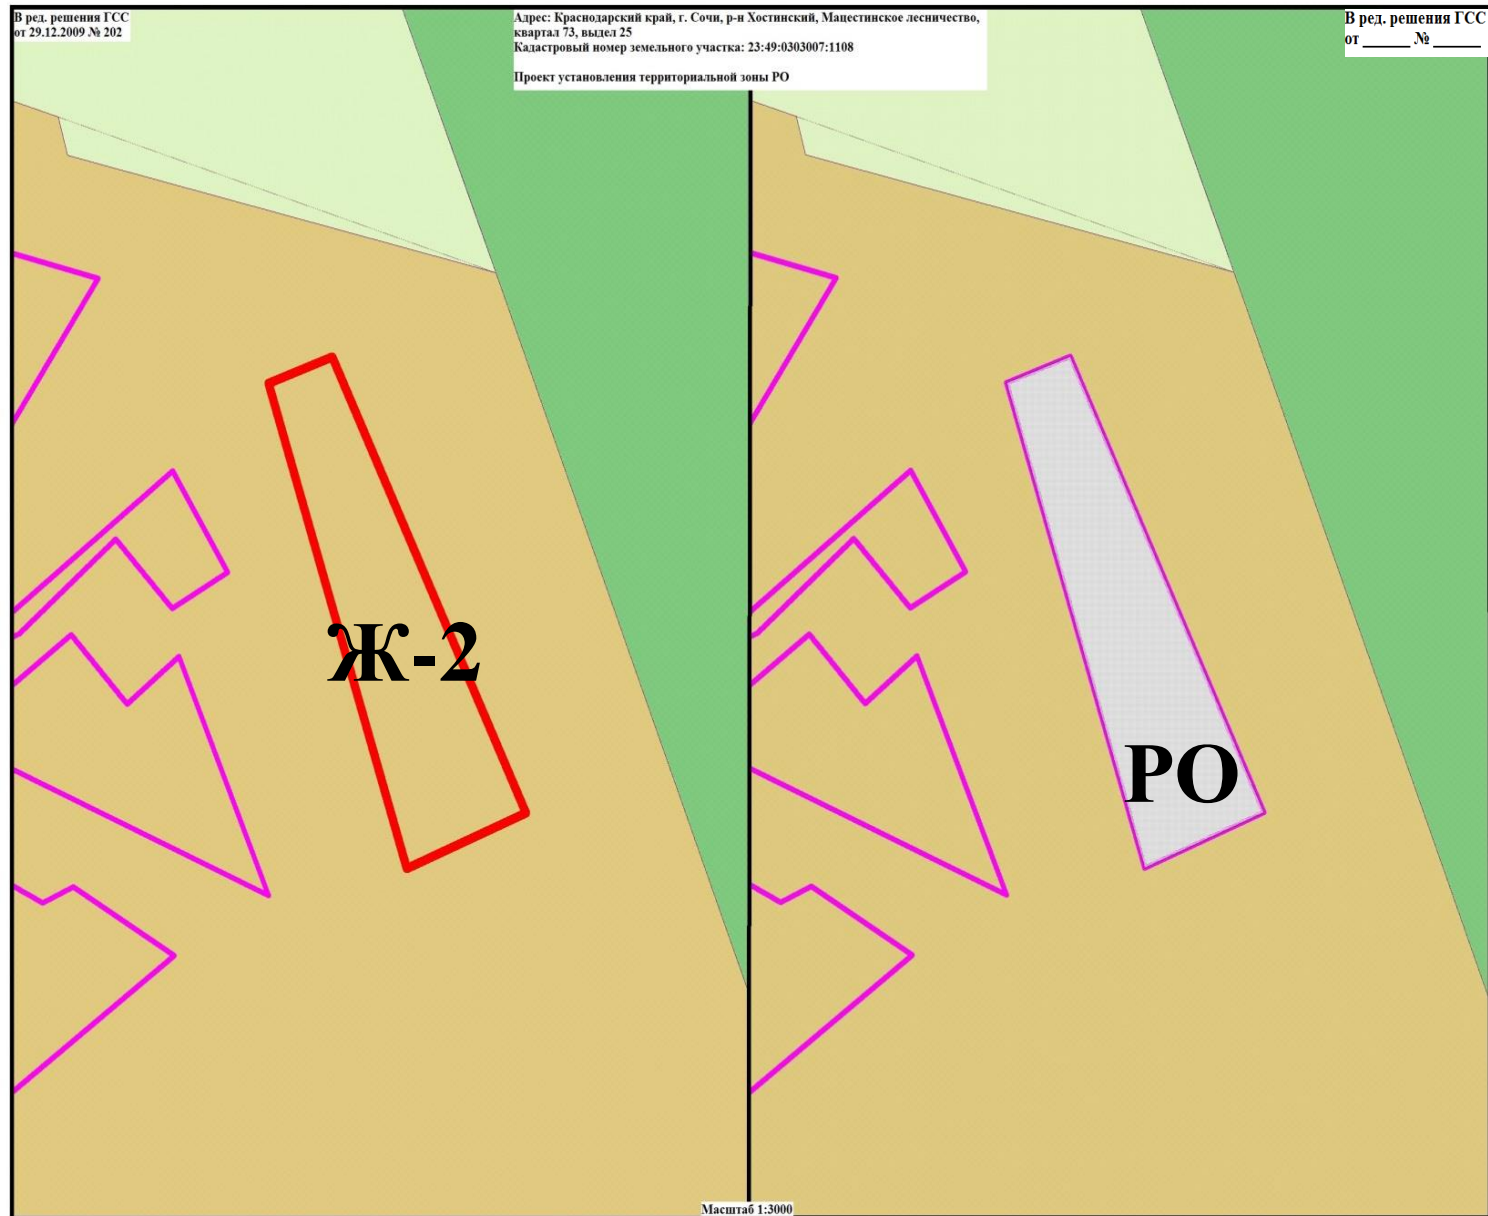 В ред. решения ГСС
от 29.12.2009 № 202
Адрес: Краснодарский край, г. Сочи, р-н Хостинский, Мацестинское лесничество,
квартал 73, выдел 25
Кадастровый номер земельного участка: 23:49:0303007:1108
Проект установления территориальной зоны РО
В ред. решения ГСС
от ______ № ______
Ж-2
РО
Масштаб 1:3000